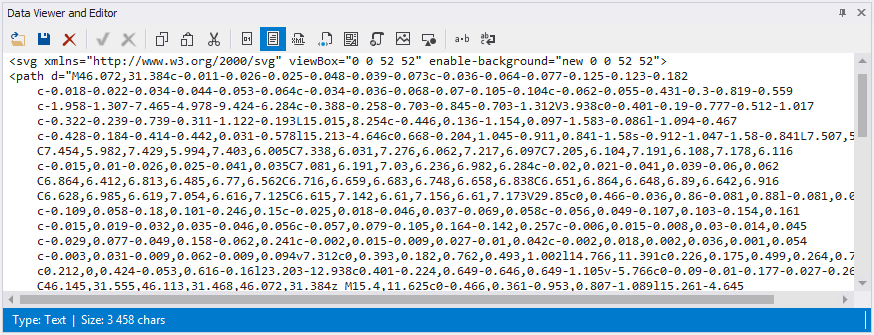 Data Viewer and Editor
<svg xmlns="http://www.w3.org/2000/svg" viewBox="0 0 52 52" enable-background="new 0 0 52 52">
<path d="M46.072,31.384c-0.011-0.026-0.025-0.048-0.039-0.073c-0.036-0.064-0.077-0.125-0.123-0.182
c-0.018-0.022-0.034-0.044-0.053-0.064c-0.034-0.036-0.068-0.07-0.105-0.104c-0.062-0.055-0.431-0.3-0.819-0.559
c-1.958-1.307-7.465-4.978-9.424-6.284c-0.388-0.258-0.703-0.845-0.703-1.312V3.938c0-0.401-0.19-0.777-0.512-1.017
c-0.322-0.239-0.739-0.311-1.122-0.193L15.015,8.254c-0.446,0.136-1.154,0.097-1.583-0.086l-1.094-0.467
c-0.428-0.184-0.414-0.442,0.031-0.578l15.213-4.646c0.668-0.204,1.045-0.911,0.841-1.58s-0.912-1.047-1.58-0.841L7.507,5
C7.454,5.982,7.429,5.994,7.403,6.005C7.338,6.031,7.276,6.062,7.217,6.097C7.205,6.104,7.191,6.108,7.178,6.116
c-0.015,0.01-0.026,0.025-0.041,0.035C7.081,6.191,7.03,6.236,6.982,6.284c-0.02,0.021-0.041,0.039-0.06,0.062
C6.864,6.412,6.813,6.485,6.77,6.562C6.716,6.659,6.683,6.748,6.658,6.838C6.651,6.864,6.648,6.89,6.642,6.916
C6.628,6.985,6.619,7.054,6.616,7.125C6.615,7.142,6.61,7.156,6.61,7.173V29.85c0,0.466-0.036,0.86-0.081,0.88l-0.081,0.0
c-0.109,0.058-0.18,0.101-0.246,0.15c-0.025,0.018-0.046,0.037-0.069,0.058c-0.056,0.049-0.107,0.103-0.154,0.161
c-0.015,0.019-0.032,0.035-0.046,0.056c-0.057,0.079-0.105,0.164-0.142,0.257c-0.006,0.015-0.008,0.03-0.014,0.045
c-0.029,0.077-0.049,0.158-0.062,0.241c-0.002,0.015-0.009,0.027-0.01,0.042c-0.002,0.018,0.002,0.036,0.001,0.054
c-0.003,0.031-0.009,0.062-0.009,0.094v7.312c0,0.393,0.182,0.762,0.493,1.002l14.766,11.391c0.226,0.175,0.499,0.264,0.7
c0.212,0,0.424-0.053,0.616-0.16l23.203-12.938c0.401-0.224,0.649-0.646,0.649-1.105v-5.766c0-0.09-0.01-0.177-0.027-0.26
C46.145,31.555,46.113,31.468,46.072,31.384z M15.4,11.625c0-0.466,0.361-0.953,0.807-1.089l15.261-4.645
Type: Text | Size: 3 458 chars